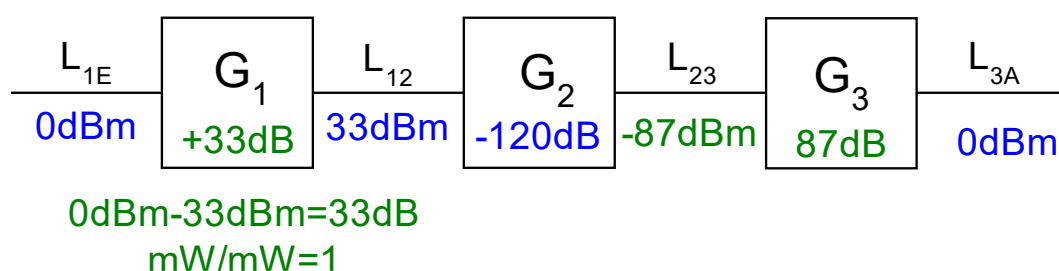 L₁E G₁ L₁₂ G₂ L₂₃ G₃ L₃A
0dBm +33dB 33dBm -120dB -87dBm 87dB 0dBm
0dBm-33dBm=33dB
mW/mW=1